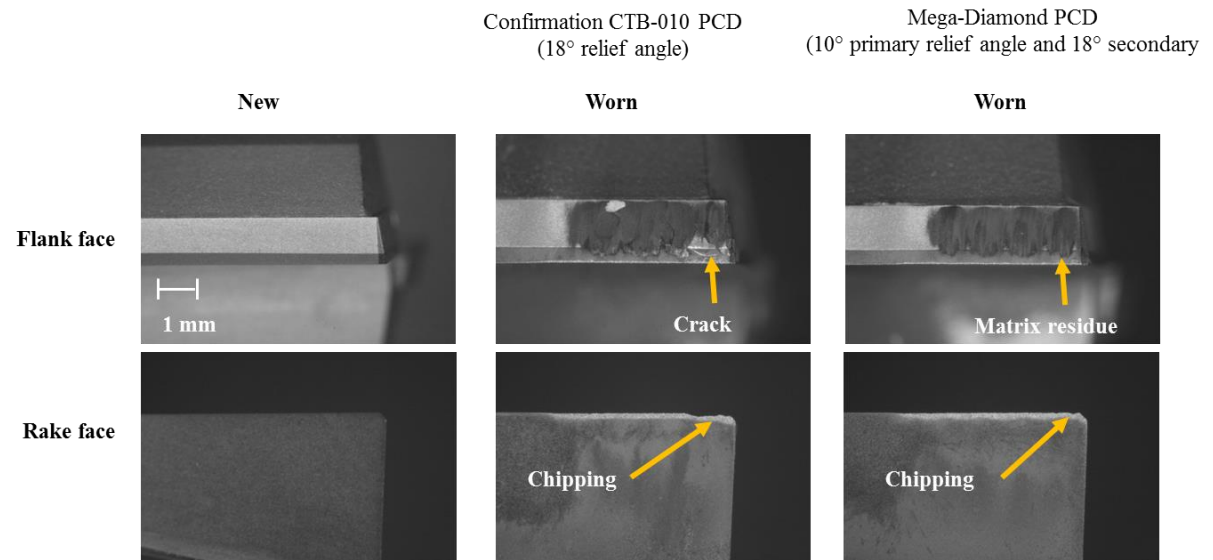 Confirmation CTB-010 PCD
(18° relief angle)
Mega-Diamond PCD
(10° primary relief angle and 18° secondary
New
Worn
Worn
Flank face
1 mm
Crack
Matrix residue
Rake face
Chipping
Chipping